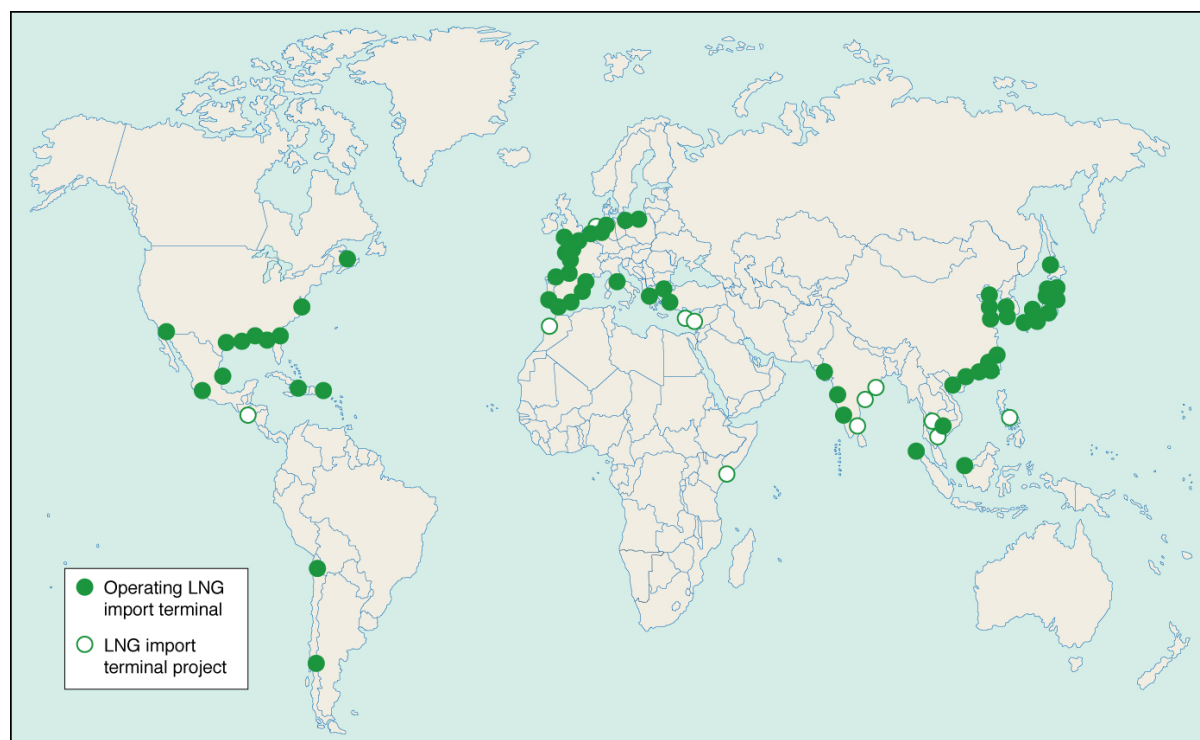 Operating LNG
import terminal
LNG import
terminal project